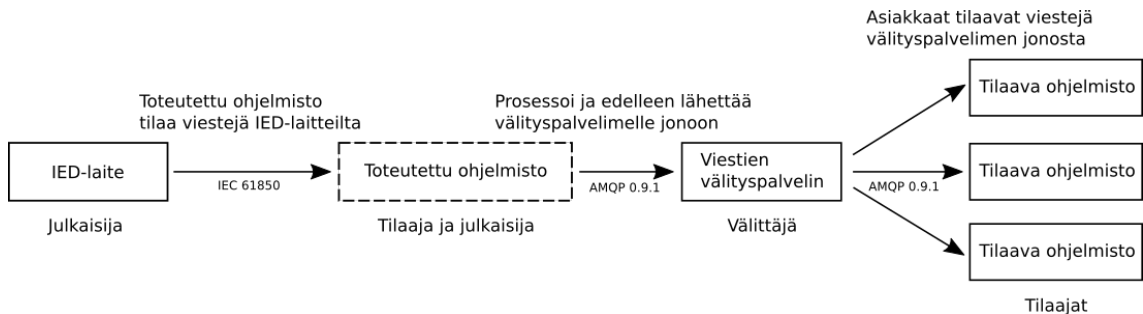 Asiakkaat tilaavat viestejä
välityspalvelimen jonosta
Toteutettu ohjelmisto
tilaa viestejä IED-laitteilta
Prosessoi ja edelleen lähettää
välityspalvelimelle jonoon
Tilaava ohjelmisto
IED-laite
IEC 61850
Toteutettu ohjelmisto
AMQP 0.9.1
Viestien
välityspalvelin
AMQP 0.9.1
Tilaava ohjelmisto
Julkaisija
Tilaaja ja julkaisija
Välittäjä
Tilaava ohjelmisto
Tilaajat